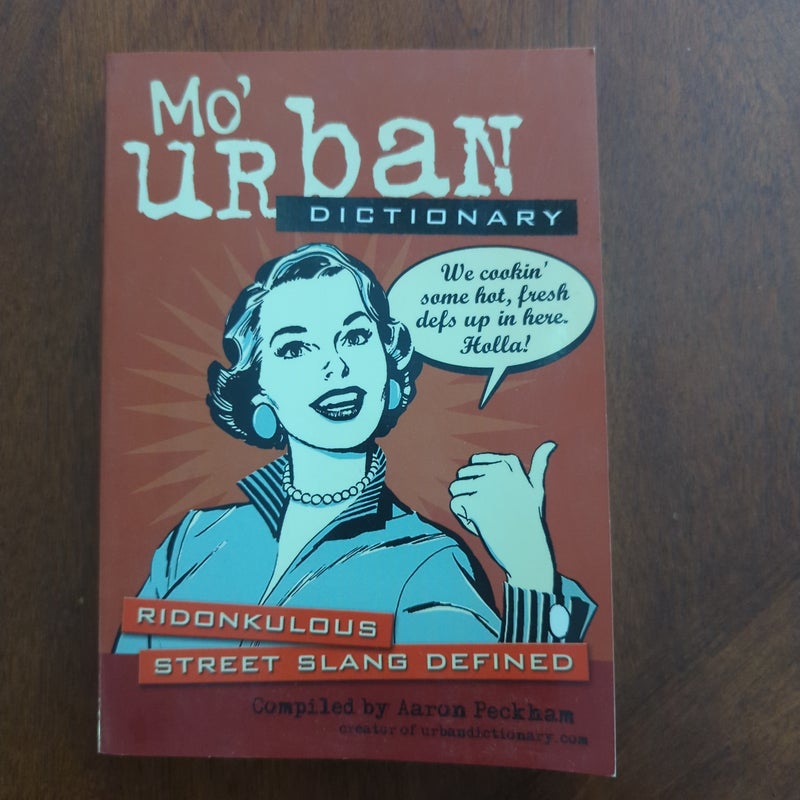 Mo'
URban
DICTIONARY
We cookin'
some hot, fresh
defs up in here.
Holla!
RIDONKULOUS
STREET SLANG DEFINED
Compiled by Aaron Peckham
creator of urbandictionary.com